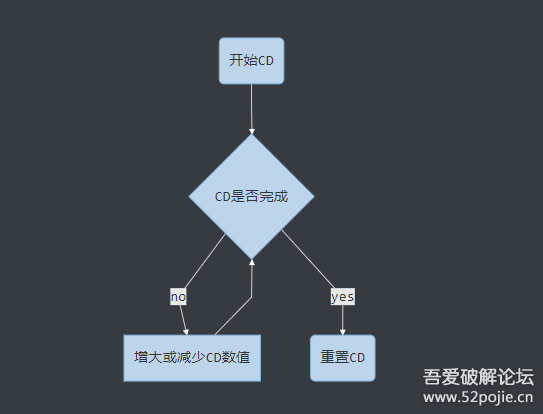 开始CD
CD是否完成
no
yes
增大或减少CD数值
重置CD
吾爱破解论坛
www.52pojie.cn